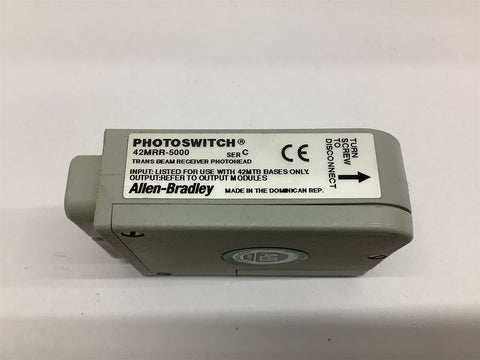 PHOTOSWITCH®
42MRR-5000 SER C
TRANS BEAM RECEIVER PHOTOHEAD
CE
INPUT: LISTED FOR USE WITH 42MTB BASES ONLY.
OUTPUT:REFER TO OUTPUT MODULES
Allen-Bradley MADE IN THE DOMINICAN REP.
TURN
SCREW
TO
DISCONNECT